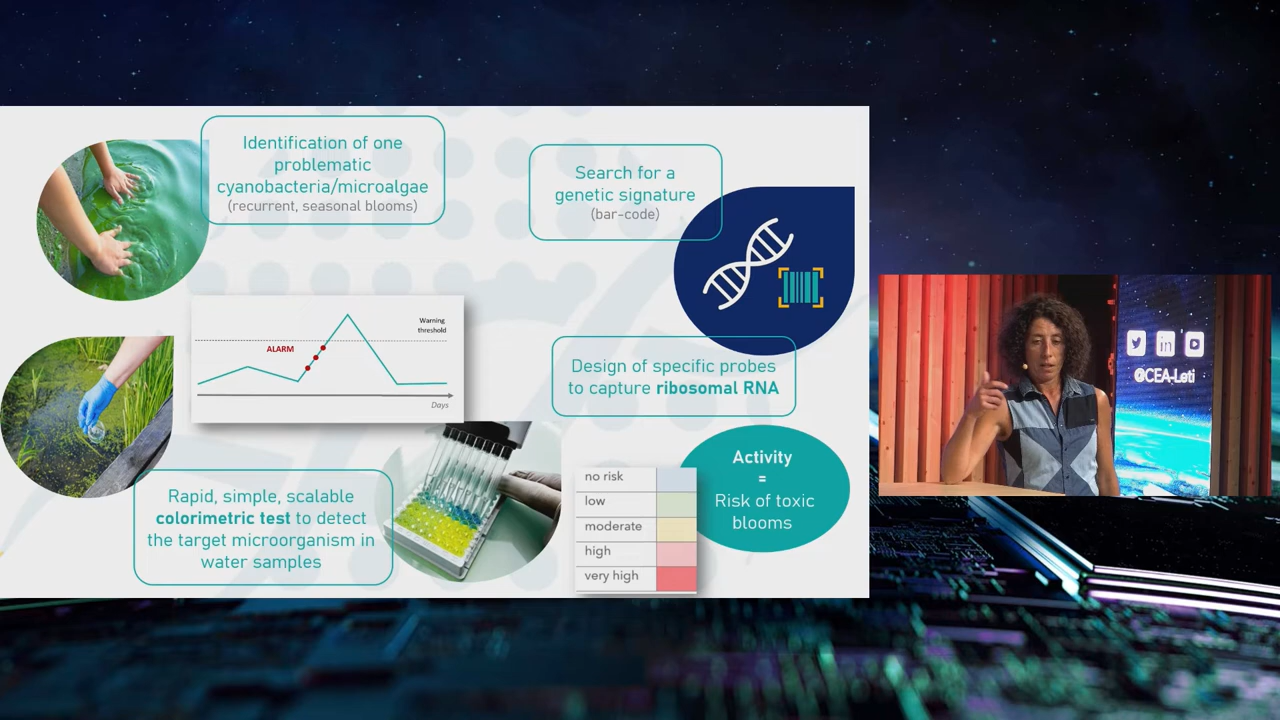 Identification of one
problematic
cyanobacteria/microalgae
(recurrent, seasonal blooms)
Search for a
genetic signature
(bar-code)
Warning
threshold
ALARM
Days
Design of specific probes
to capture ribosomal RNA
Activity
=
Risk of toxic
blooms
no risk
low
moderate
high
very high
Rapid, simple, scalable
colorimetric test to detect
the target microorganism in
water samples
in
@CEA-Leti